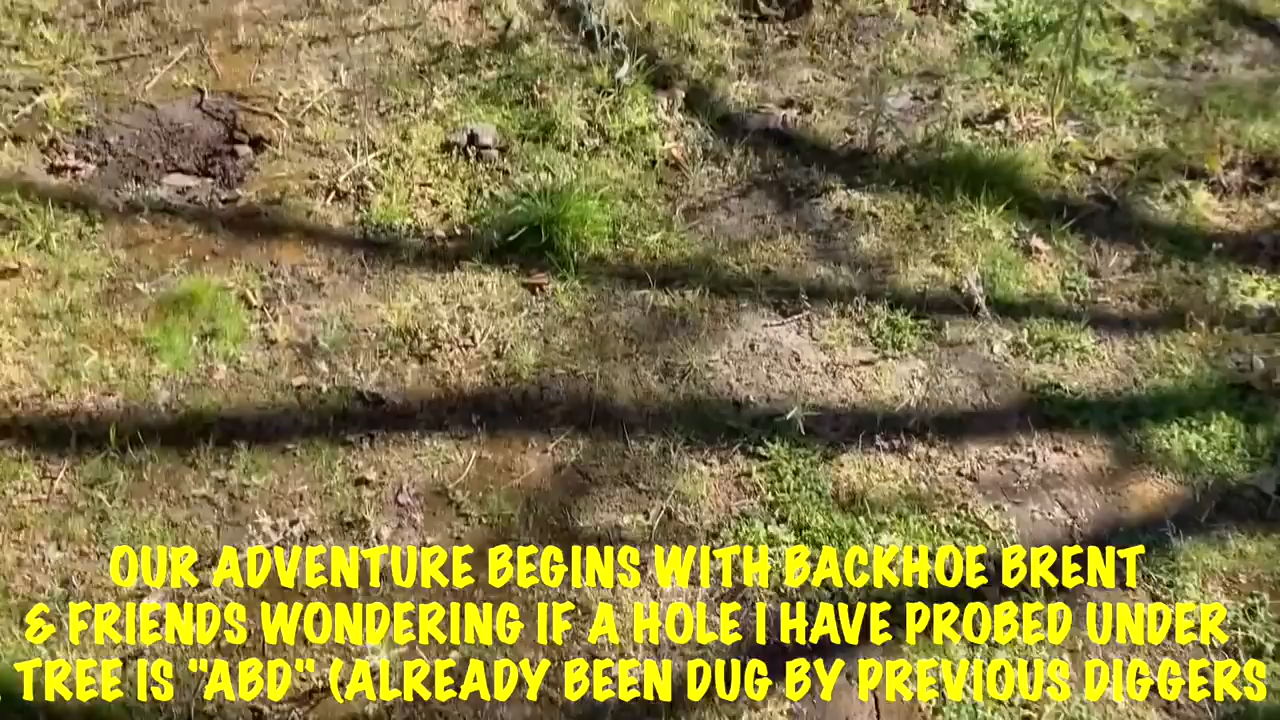 OUR ADVENTURE BEGINS WITH BACKHOE BRENT
& FRIENDS WONDERING IF A HOLE I HAVE PROBED UNDER
TREE IS "ABD" (ALREADY BEEN DUG BY PREVIOUS DIGGERS